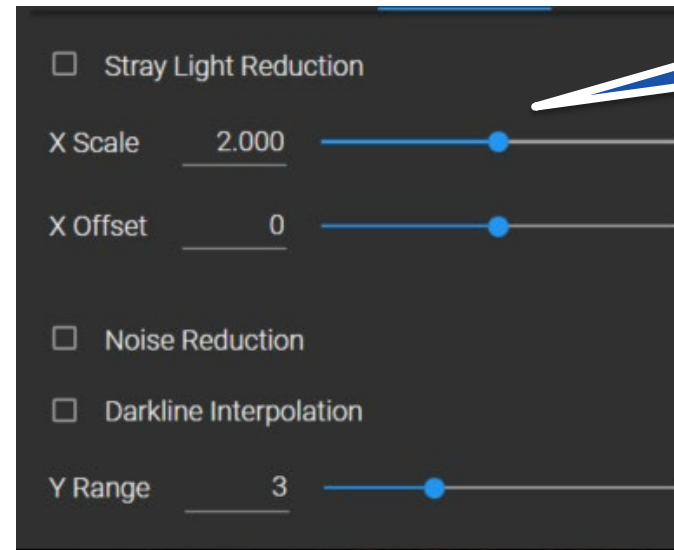 Stray Light Reduction
X Scale 2.000
X Offset 0
Noise Reduction
Darkline Interpolation
Y Range 3